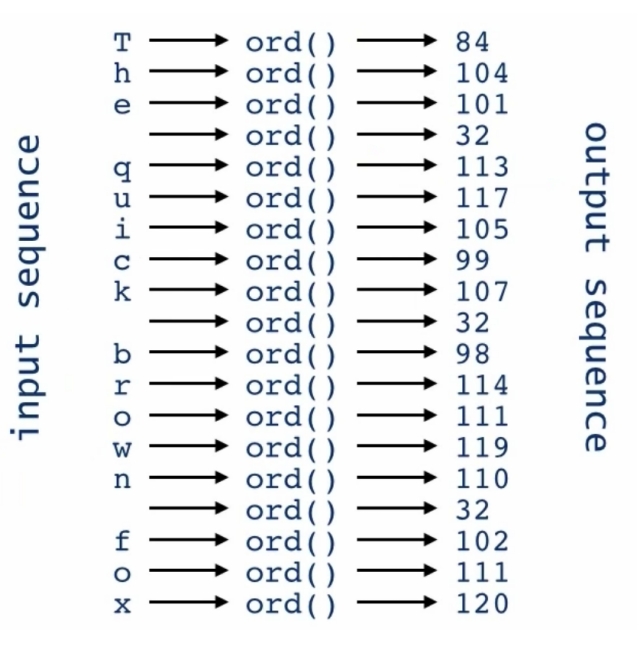 input sequence
T ord() 84
h ord() 104
e ord() 101
ord() 32
q ord() 113
u ord() 117
i ord() 105
c ord() 99
k ord() 107
ord() 32
b ord() 98
r ord() 114
o ord() 111
w ord() 119
n ord() 110
ord() 32
f ord() 102
o ord() 111
x ord() 120
output sequence